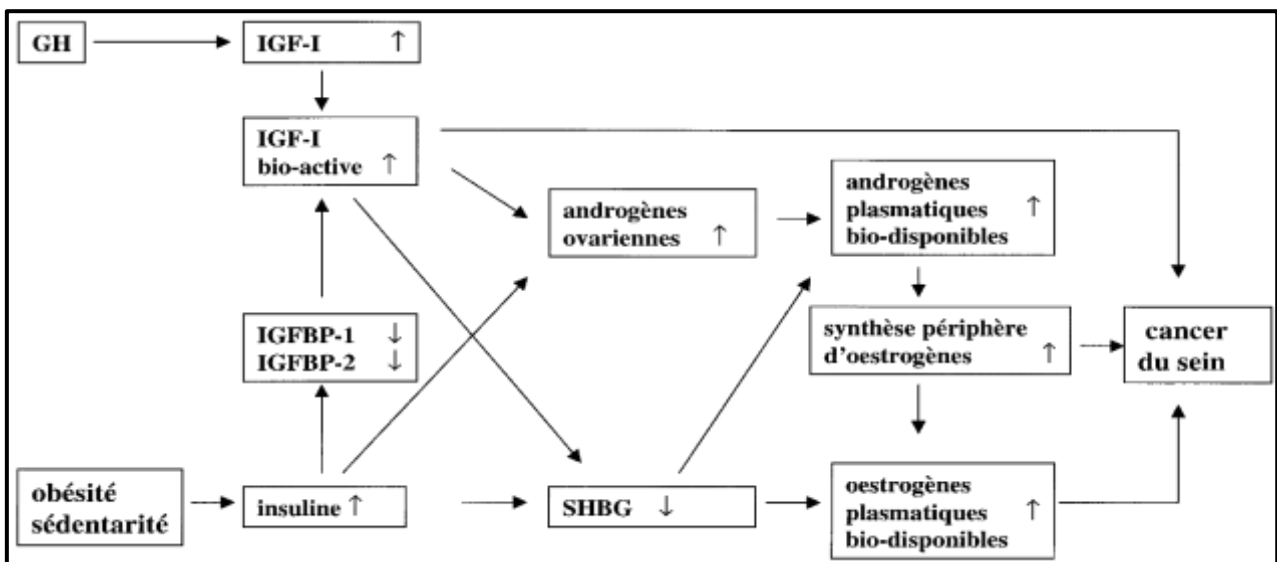 GH
IGF-I ↑
IGF-I
bio-active ↑
androgènes
ovariennes ↑
androgènes
plasmatiques ↑
bio-disponibles
IGFBP-1 ↓
IGFBP-2 ↓
synthèse périphère
d'oestrogènes ↑
cancer
du sein
obésité
sédentarité
insuline ↑
SHBG ↓
oestrogènes
plasmatiques ↑
bio-disponibles